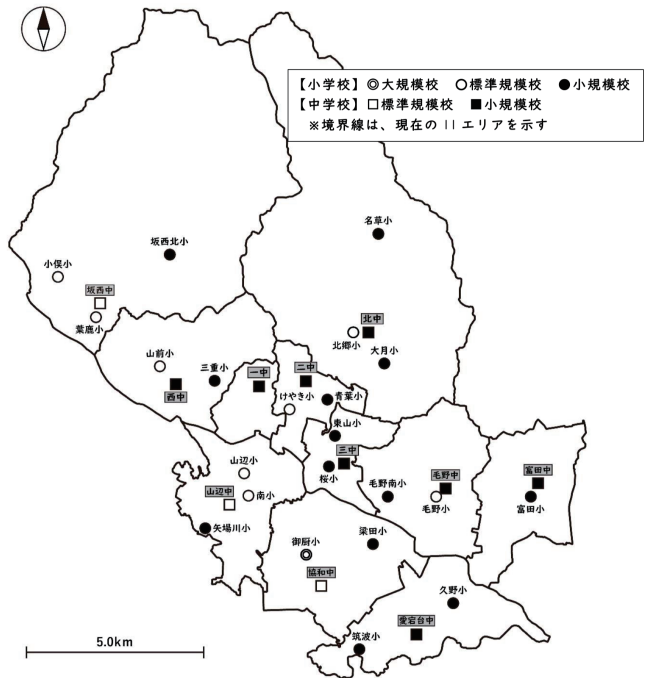 【小学校】◎大規模校 ○標準規模校 ●小規模校
【中学校】□標準規模校 ■小規模校
※境界線は、現在の11エリアを示す
名草小
坂西北小
小俣小
坂西中
葉鹿小
北中
北郷小
大月小
山前小
三重小
西中
一中
二中
けやき小
青葉小
東山小
三中
桜小
山辺小
山辺中
南小
矢場川小
毛野南小
毛野中
毛野小
富田中
富田小
御厨小
梁田小
協和中
久野小
愛宕台中
筑波小
5.0km